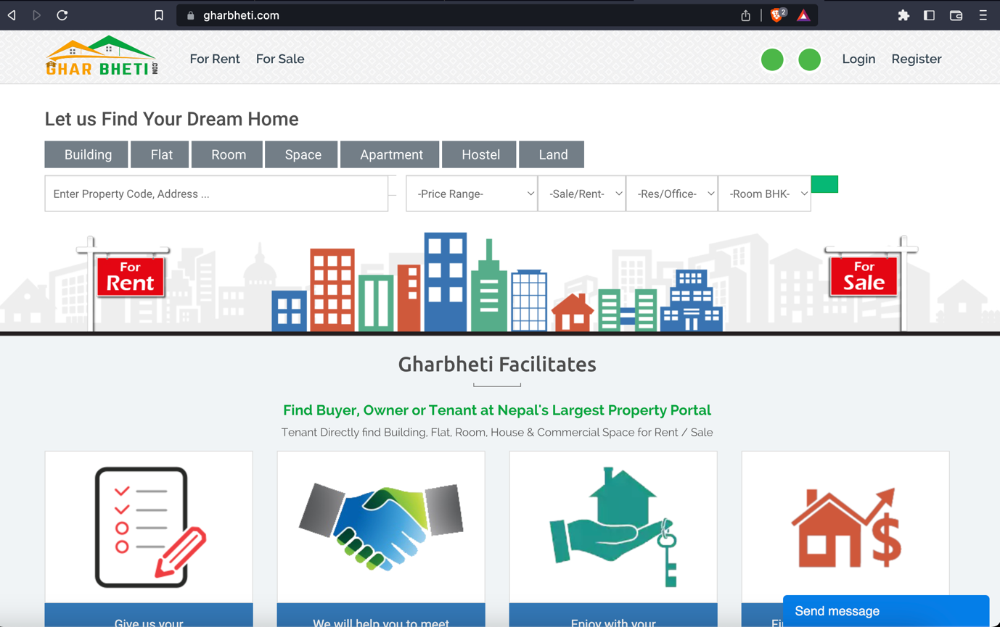 gharbheti.com
2
GHAR BHETI .COM
For Rent
For Sale
Login
Register
Let us Find Your Dream Home
Building
Flat
Room
Space
Apartment
Hostel
Land
Enter Property Code, Address ...
-Price Range-
-Sale/Rent-
-Res/Office-
-Room BHK-
For
Rent
For
Sale
Gharbheti Facilitates
Find Buyer, Owner or Tenant at Nepal's Largest Property Portal
Tenant Directly find Building, Flat, Room, House & Commercial Space for Rent / Sale
$
Give us your
We will help you to meet
Enjoy with your
Send message